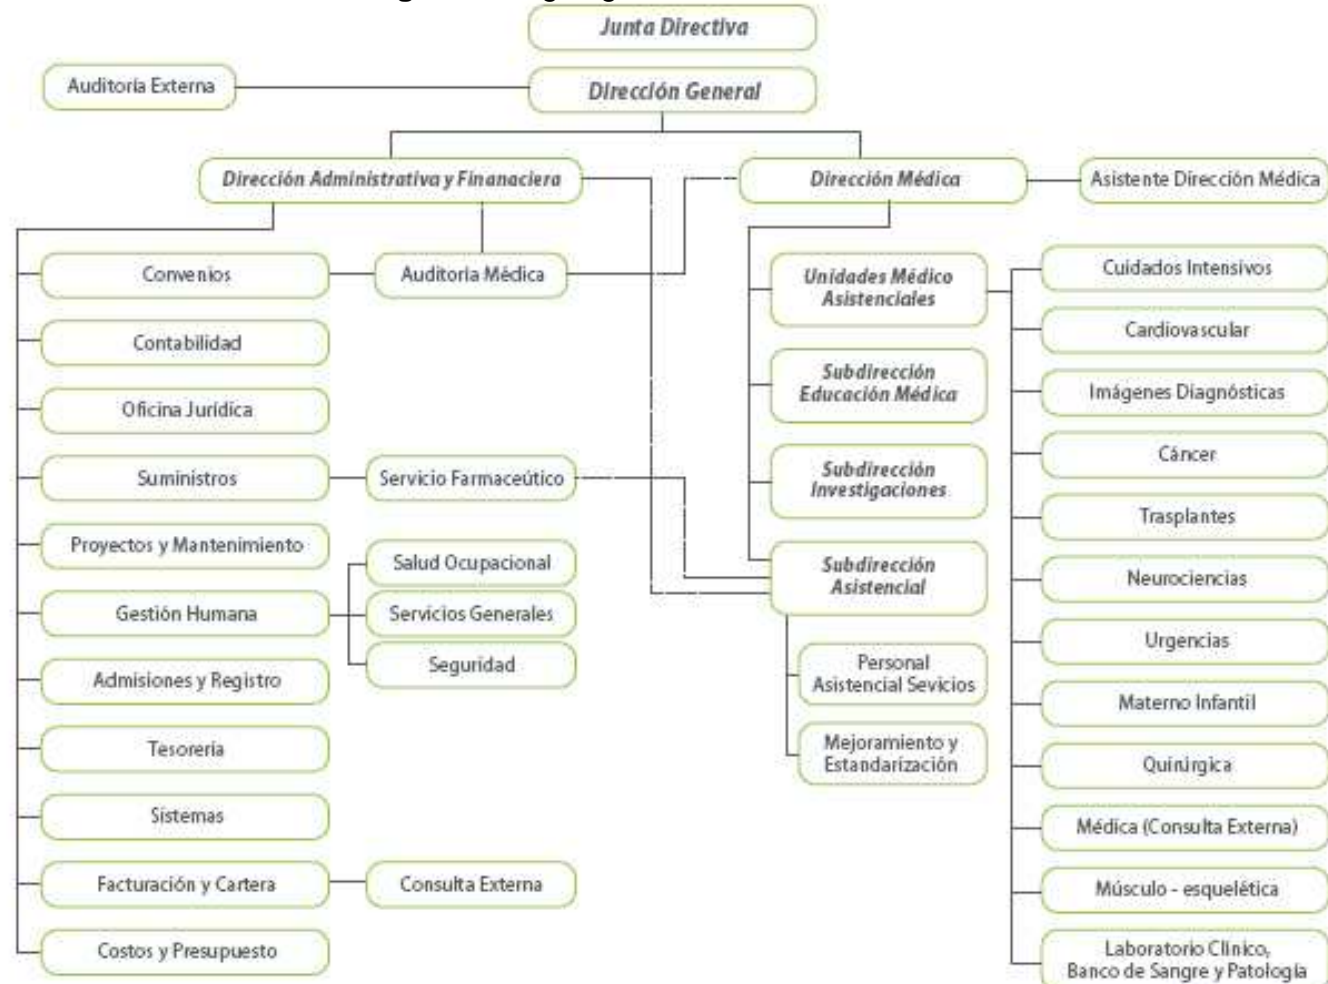 Junta Directiva
Auditoría Externa
Dirección General
Dirección Administrativa y Finanaciera
Dirección Médica
Asistente Dirección Médica
Convenios
Auditoría Médica
Contabilidad
Oficina Jurídica
Suministros
Servicio Farmaceútico
Proyectos y Mantenimiento
Gestión Humana
Salud Ocupacional
Servicios Generales
Seguridad
Admisiones y Registro
Tesorería
Sistemas
Facturación y Cartera
Consulta Externa
Costos y Presupuesto
Unidades Médico
Asistenciales
Subdirección
Educación Médica
Subdirección
Investigaciones
Subdirección
Asistencial
Personal
Asistencial Sevicios
Mejoramiento y
Estandarización
Cuidados Intensivos
Cardiovascular
Imágenes Diagnósticas
Cáncer
Trasplantes
Neurociencias
Urgencias
Materno Infantil
Quirúrgica
Médica (Consulta Externa)
Músculo - esquelética
Laboratorio Clínico,
Banco de Sangre y Patología